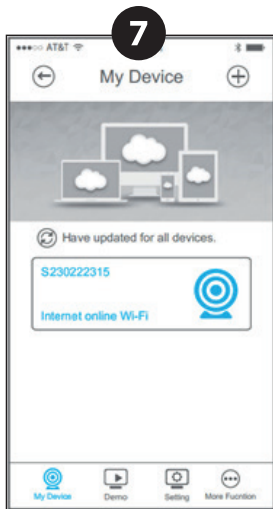 7
AT&T
My Device
Have updated for all devices.
S230222315
Internet online Wi-Fi
My Device
Demo
Setting
More Fucntion